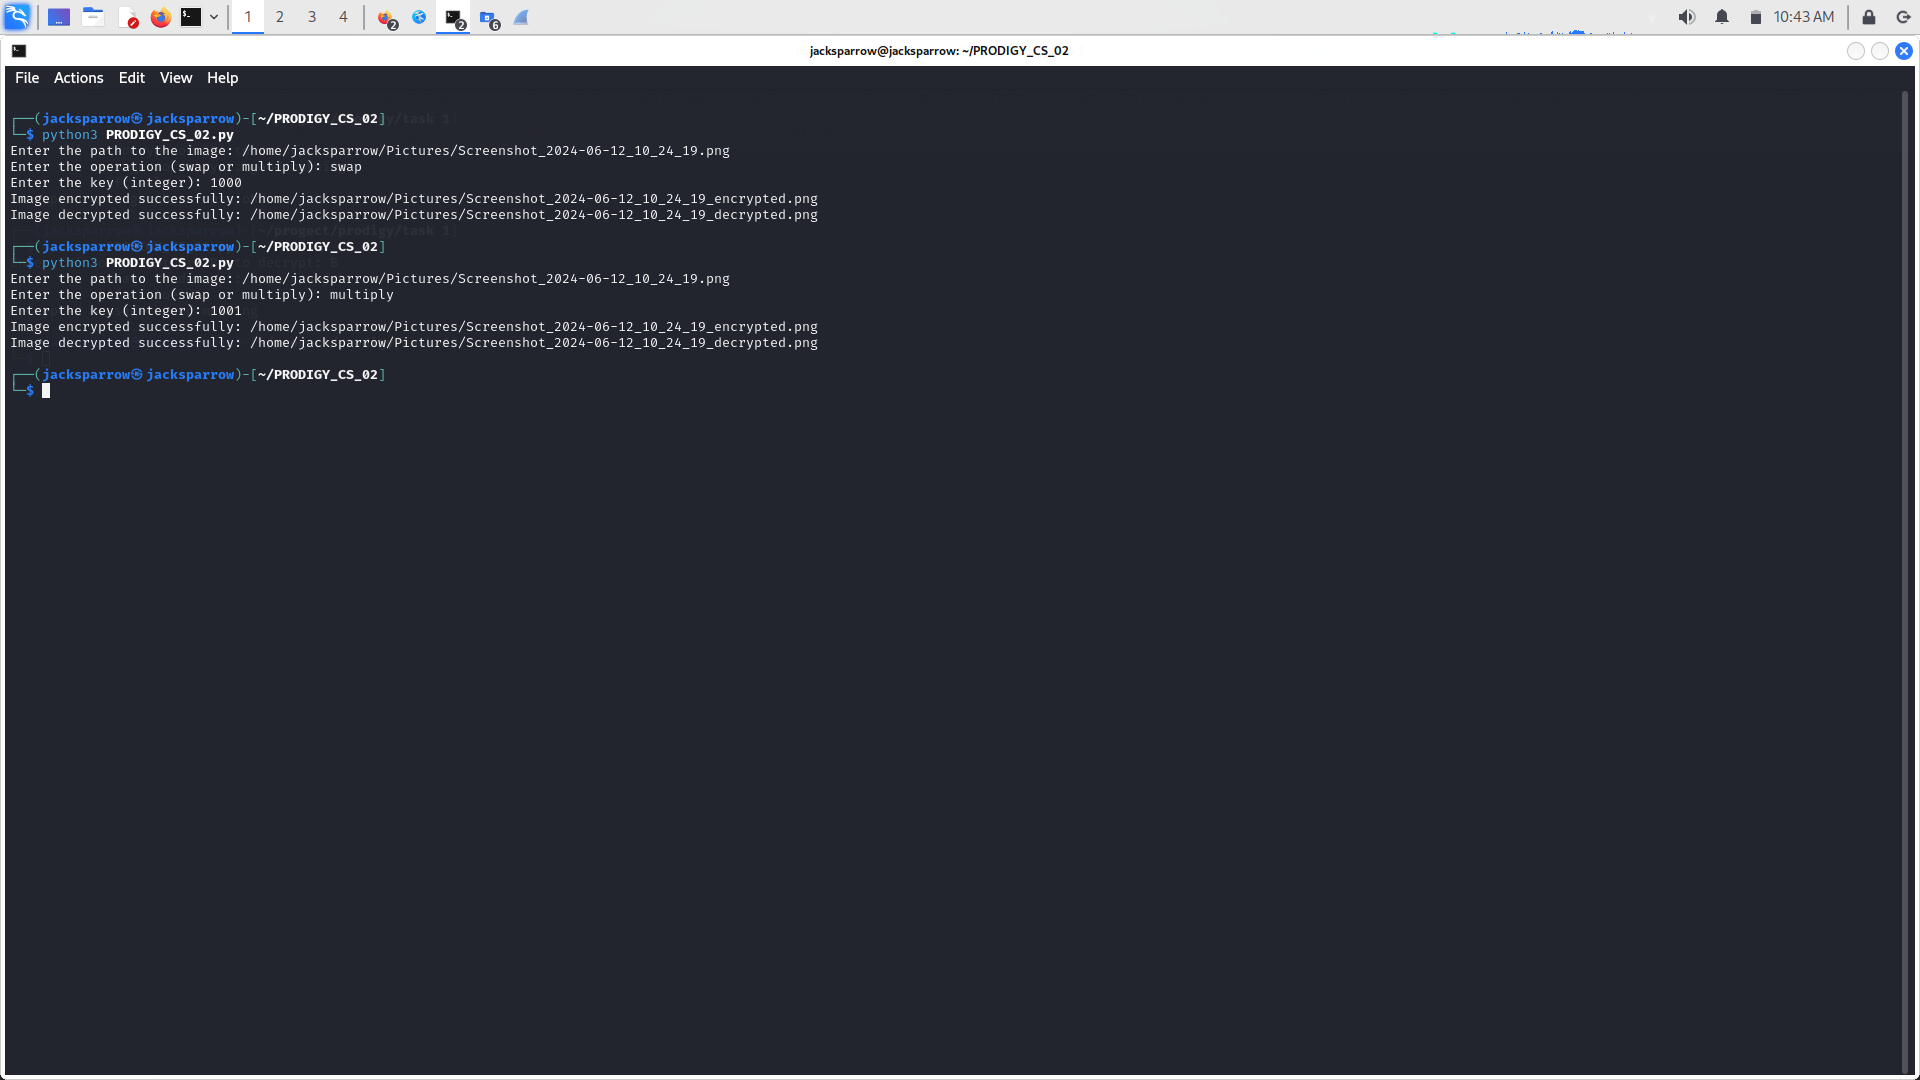 1 2 3 4 2 2 6 10:43 AM
jacksparrow@jacksparrow: ~/PRODIGY_CS_02
File Actions Edit View Help
┌──(jacksparrow㉿jacksparrow)-[~/PRODIGY_CS_02]
└─$ python3 PRODIGY_CS_02.py
Enter the path to the image: /home/jacksparrow/Pictures/Screenshot_2024-06-12_10_24_19.png
Enter the operation (swap or multiply): swap
Enter the key (integer): 1000
Image encrypted successfully: /home/jacksparrow/Pictures/Screenshot_2024-06-12_10_24_19_encrypted.png
Image decrypted successfully: /home/jacksparrow/Pictures/Screenshot_2024-06-12_10_24_19_decrypted.png
┌──(jacksparrow㉿jacksparrow)-[~/PRODIGY_CS_02]
└─$ python3 PRODIGY_CS_02.py
Enter the path to the image: /home/jacksparrow/Pictures/Screenshot_2024-06-12_10_24_19.png
Enter the operation (swap or multiply): multiply
Enter the key (integer): 1001
Image encrypted successfully: /home/jacksparrow/Pictures/Screenshot_2024-06-12_10_24_19_encrypted.png
Image decrypted successfully: /home/jacksparrow/Pictures/Screenshot_2024-06-12_10_24_19_decrypted.png
┌──(jacksparrow㉿jacksparrow)-[~/PRODIGY_CS_02]
└─$